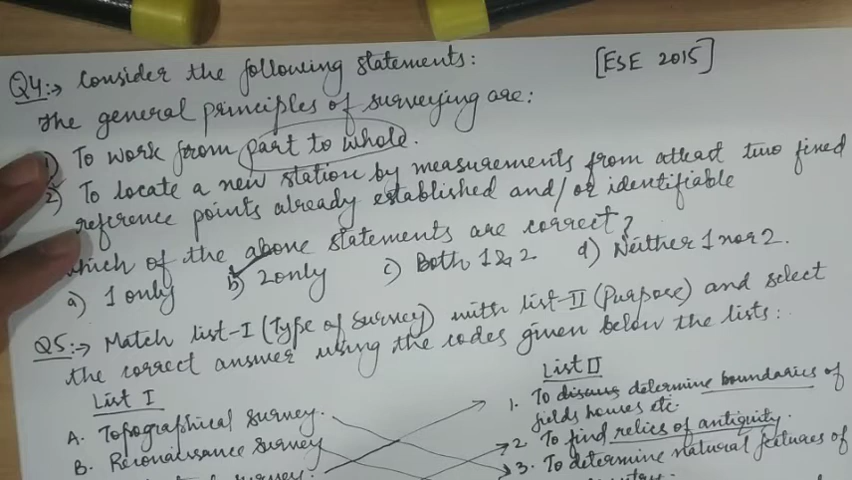 Q4:→ Consider the following statements: [ESE 2015]
The general principles of surveying are:
1) To work from part to whole.
2) To locate a new station by measurements from atleast two fixed
reference points already established and/or identifiable
which of the above statements are correct?
a) 1 only b) 2 only c) Both 1 & 2 d) Neither 1 nor 2.
Q5:→ Match list-I (Type of Survey) with list-II (Purpose) and select
the correct answer using the codes given below the lists:
List I
List II
A. Topographical Survey.
B. Reconaissance Survey
1. To determine boundaries of
fields houses etc.
2. To find relics of antiquity.
3. To determine natural features of